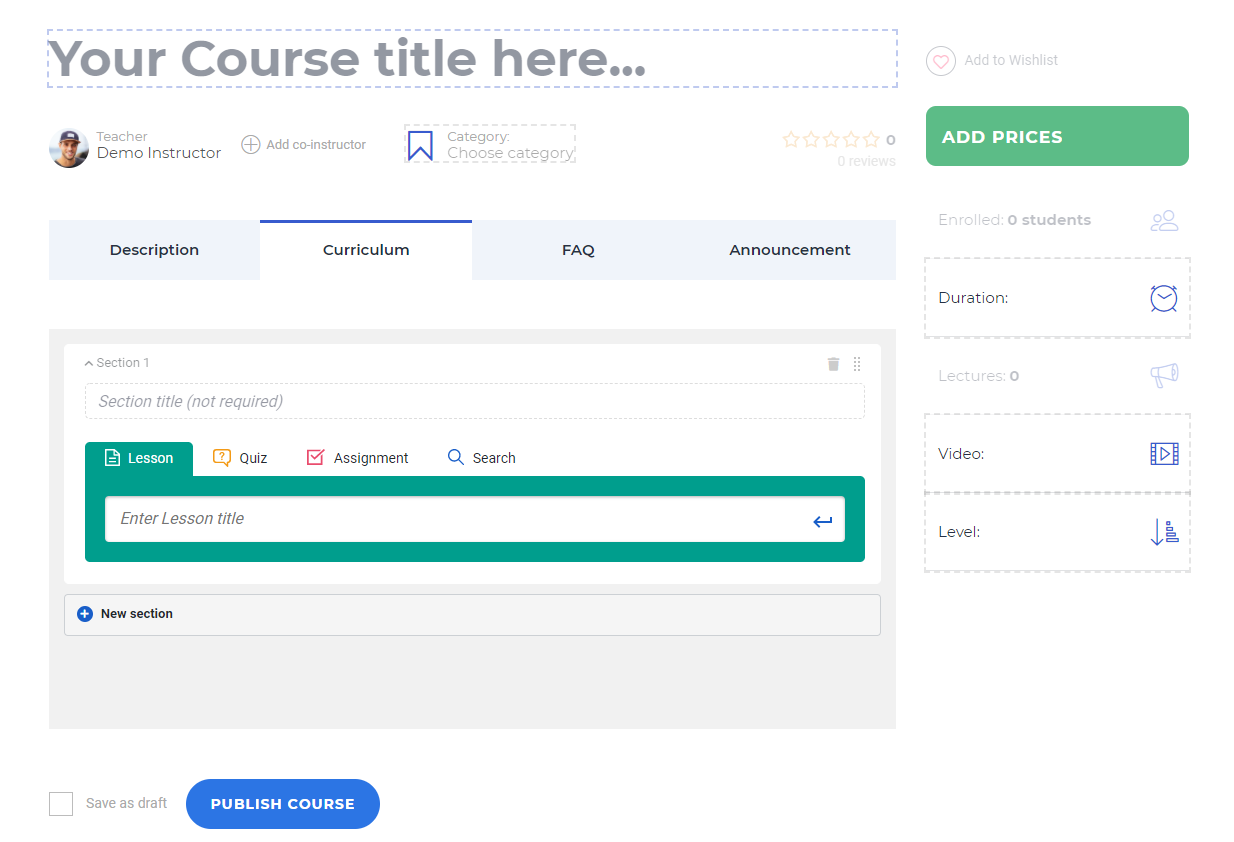 Your Course title here...
Add to Wishlist
Teacher
Demo Instructor
Add co-instructor
Category:
Choose category
0
0 reviews
ADD PRICES
Enrolled: 0 students
Duration:
Lectures: 0
Video:
Level:
Description
Curriculum
FAQ
Announcement
Section 1
Section title (not required)
Lesson
Quiz
Assignment
Search
Enter Lesson title
New section
Save as draft
PUBLISH COURSE